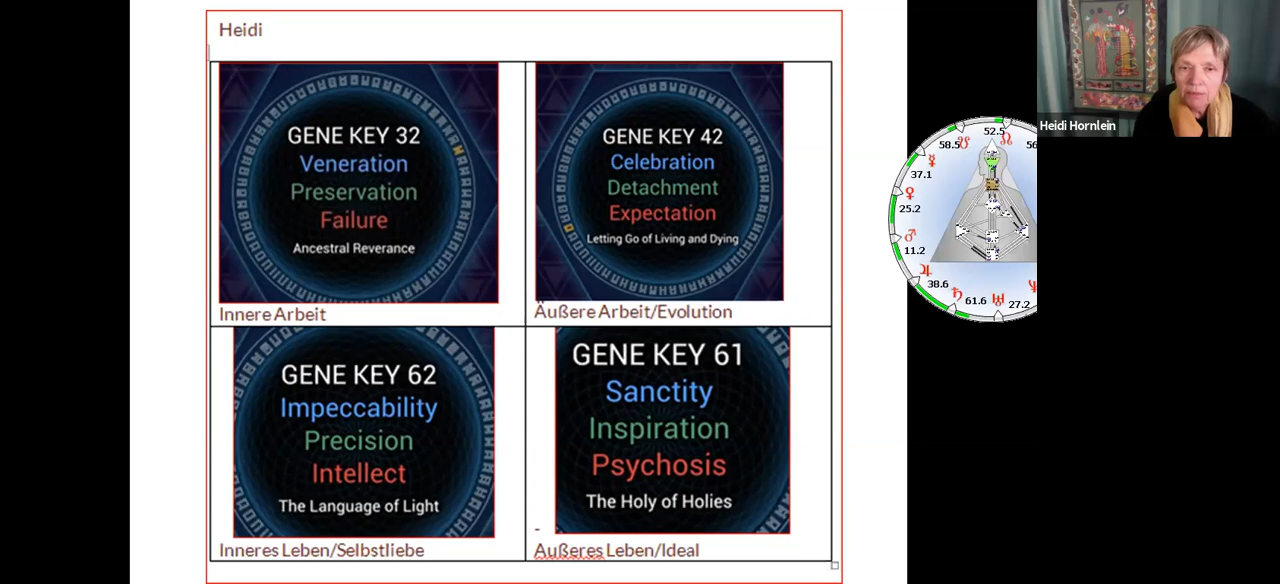 Heidi
GENE KEY 32
Veneration
Preservation
Failure
Ancestral Reverance
Innere Arbeit
GENE KEY 42
Celebration
Detachment
Expectation
Letting Go of Living and Dying
Äußere Arbeit/Evolution
GENE KEY 62
Impeccability
Precision
Intellect
The Language of Light
Inneres Leben/Selbstliebe
GENE KEY 61
Sanctity
Inspiration
Psychosis
The Holy of Holies
-
Äußeres Leben/Ideal
Heidi Hornlein
52.5
58.5
56
37.1
25.2
11.2
38.6
61.6
27.2